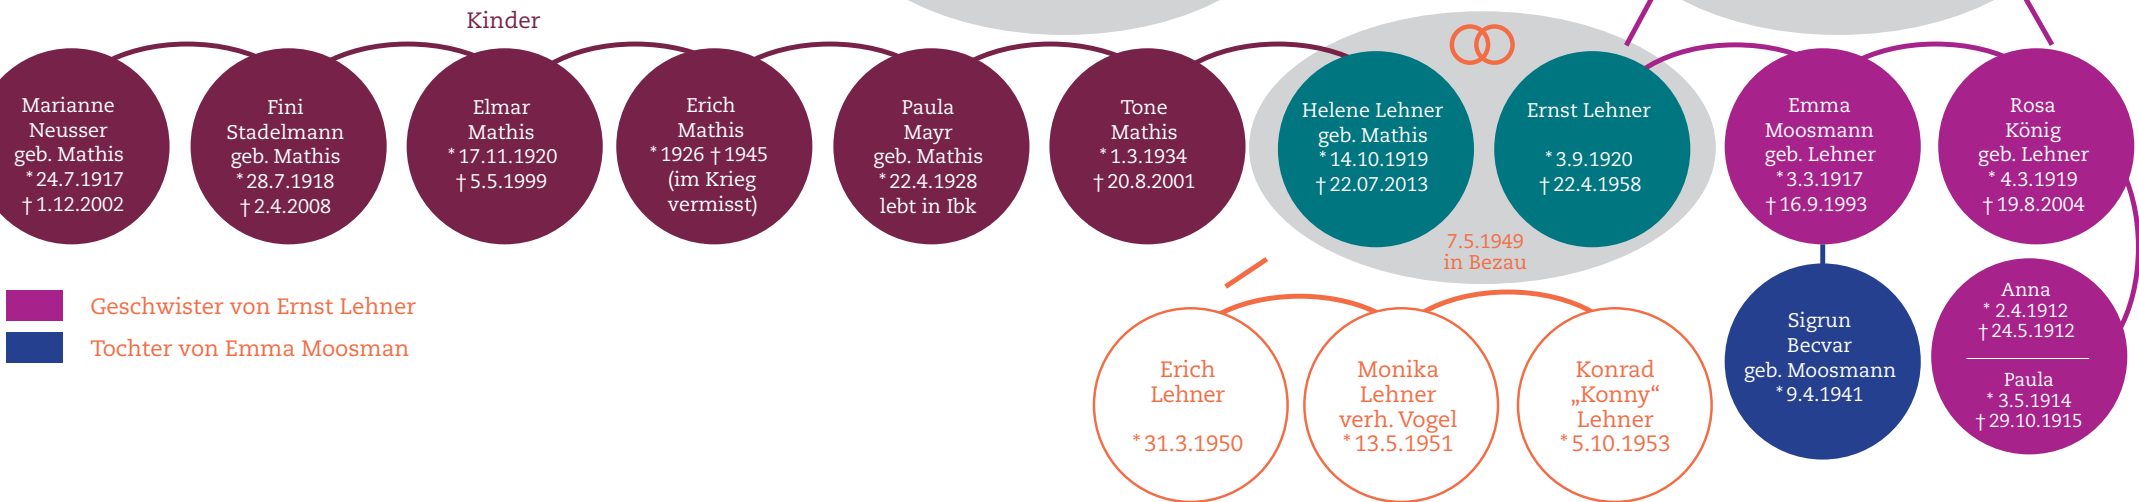 Kinder
Marianne
Neusser
geb. Mathis
* 24.7.1917
† 1.12.2002
Fini
Stadelmann
geb. Mathis
* 28.7.1918
† 2.4.2008
Elmar
Mathis
* 17.11.1920
† 5.5.1999
Erich
Mathis
* 1926 † 1945
(im Krieg
vermisst)
Paula
Mayr
geb. Mathis
* 22.4.1928
lebt in Ibk
Tone
Mathis
* 1.3.1934
† 20.8.2001
Helene Lehner
geb. Mathis
* 14.10.1919
† 22.07.2013
Ernst Lehner
* 3.9.1920
† 22.4.1958
7.5.1949
in Bezau
Emma
Moosmann
geb. Lehner
* 3.3.1917
† 16.9.1993
Rosa
König
geb. Lehner
* 4.3.1919
† 19.8.2004
Geschwister von Ernst Lehner
Tochter von Emma Moosman
Erich
Lehner
* 31.3.1950
Monika
Lehner
verh. Vogel
* 13.5.1951
Konrad
„Konny“
Lehner
* 5.10.1953
Sigrun
Becvar
geb. Moosmann
* 9.4.1941
Anna
* 2.4.1912
† 24.5.1912
Paula
* 3.5.1914
† 29.10.1915